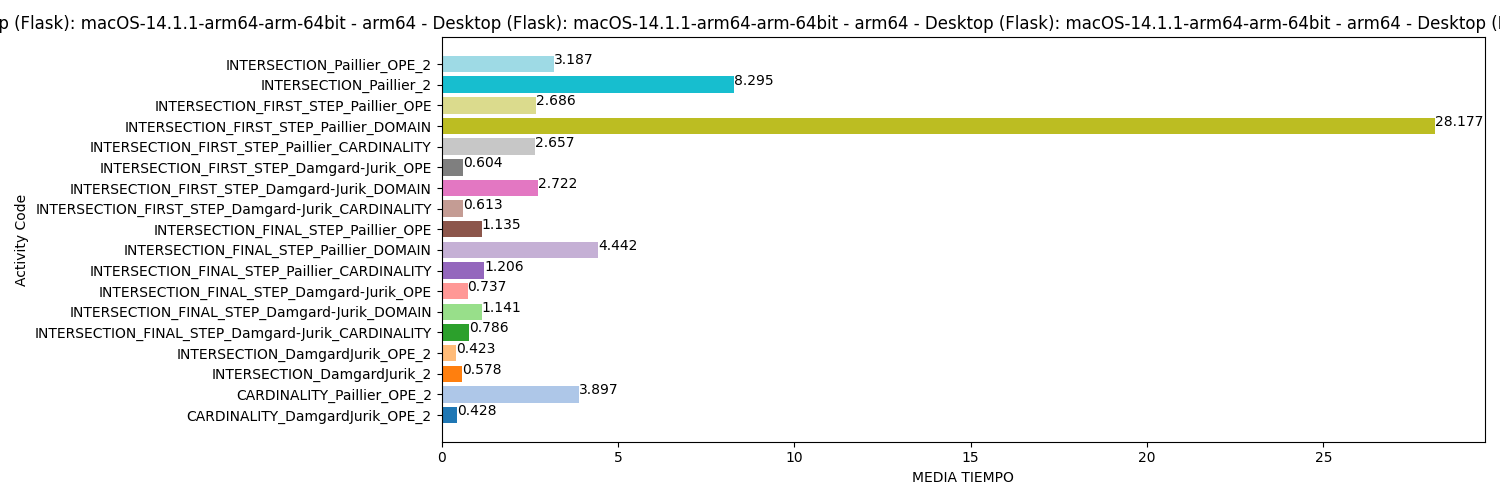 p (Flask): macOS-14.1.1-arm64-arm-64bit - arm64 - Desktop (Flask): macOS-14.1.1-arm64-arm-64bit - arm64 - Desktop (Flask): macOS-14.1.1-arm64-arm-64bit - arm64 - Desktop (
INTERSECTION_Paillier_OPE_2 3.187
INTERSECTION_Paillier_2 8.295
INTERSECTION_FIRST_STEP_Paillier_OPE 2.686
INTERSECTION_FIRST_STEP_Paillier_DOMAIN 28.177
INTERSECTION_FIRST_STEP_Paillier_CARDINALITY 2.657
INTERSECTION_FIRST_STEP_Damgard-Jurik_OPE 0.604
INTERSECTION_FIRST_STEP_Damgard-Jurik_DOMAIN 2.722
INTERSECTION_FIRST_STEP_Damgard-Jurik_CARDINALITY 0.613
INTERSECTION_FINAL_STEP_Paillier_OPE 1.135
INTERSECTION_FINAL_STEP_Paillier_DOMAIN 4.442
INTERSECTION_FINAL_STEP_Paillier_CARDINALITY 1.206
INTERSECTION_FINAL_STEP_Damgard-Jurik_OPE 0.737
INTERSECTION_FINAL_STEP_Damgard-Jurik_DOMAIN 1.141
INTERSECTION_FINAL_STEP_Damgard-Jurik_CARDINALITY 0.786
INTERSECTION_DamgardJurik_OPE_2 0.423
INTERSECTION_DamgardJurik_2 0.578
CARDINALITY_Paillier_OPE_2 3.897
CARDINALITY_DamgardJurik_OPE_2 0.428
Activity Code
0 5 10 15 20 25
MEDIA TIEMPO